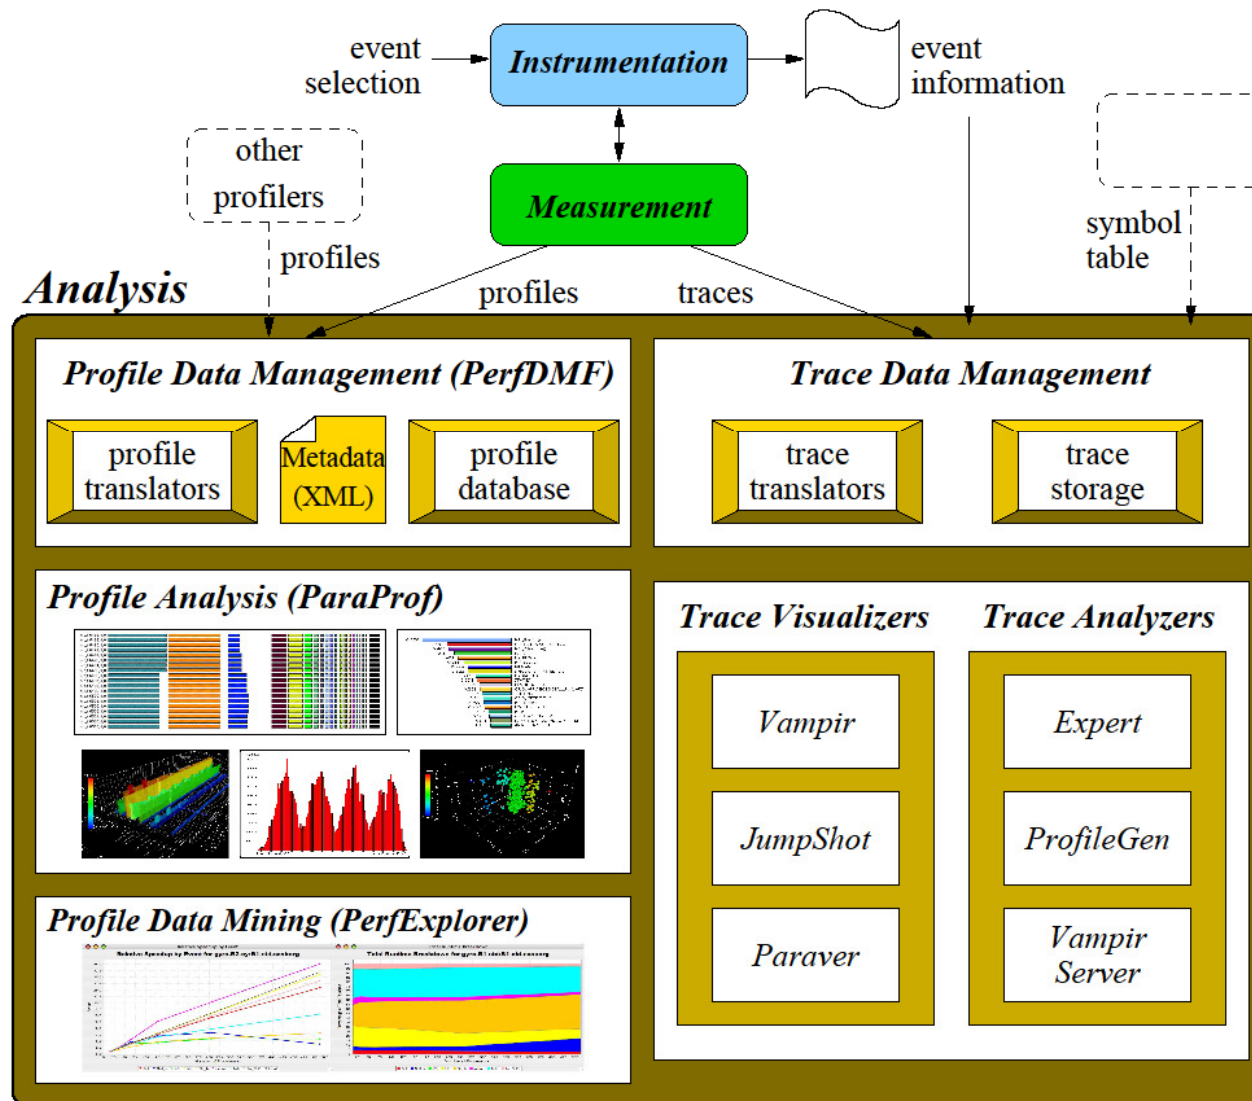 event
selection
Instrumentation
event
information
other
profilers
Measurement
symbol
table
profiles
Analysis
profiles
traces
Profile Data Management (PerfDMF)
profile
translators
Metadata
(XML)
profile
database
Trace Data Management
trace
translators
trace
storage
Profile Analysis (ParaProf)
Trace Visualizers
Vampir
JumpShot
Paraver
Trace Analyzers
Expert
ProfileGen
Vampir
Server
Profile Data Mining (PerfExplorer)